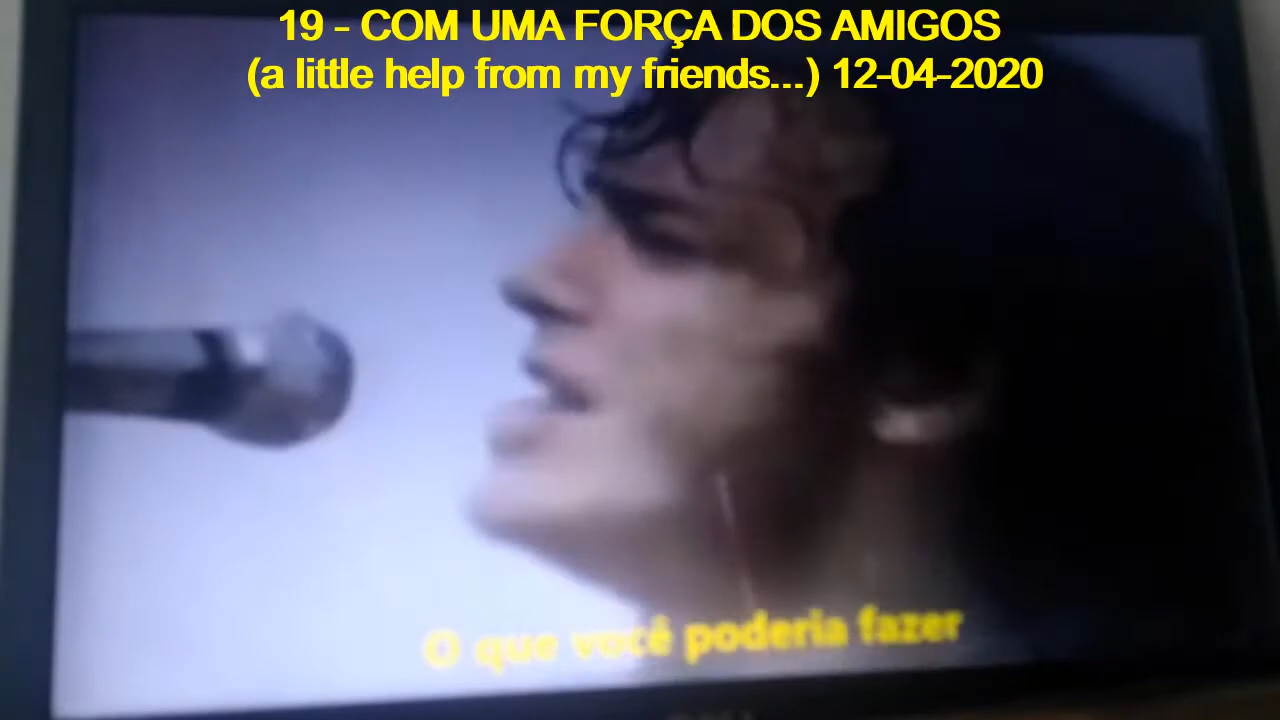 19 - COM UMA FORÇA DOS AMIGOS
(a little help from my friends...) 12-04-2020
O que você poderia fazer